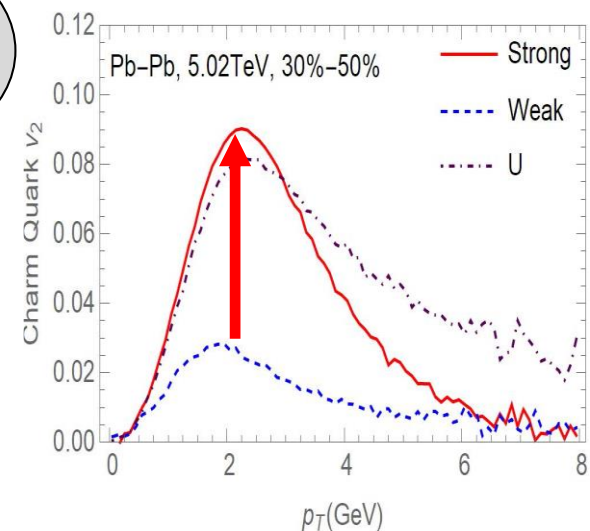 0.12
0.10
0.08
0.06
0.04
0.02
0.00
Charm Quark v2
Pb–Pb, 5.02TeV, 30%–50%
Strong
Weak
U
0 2 4 6 8
pT(GeV)